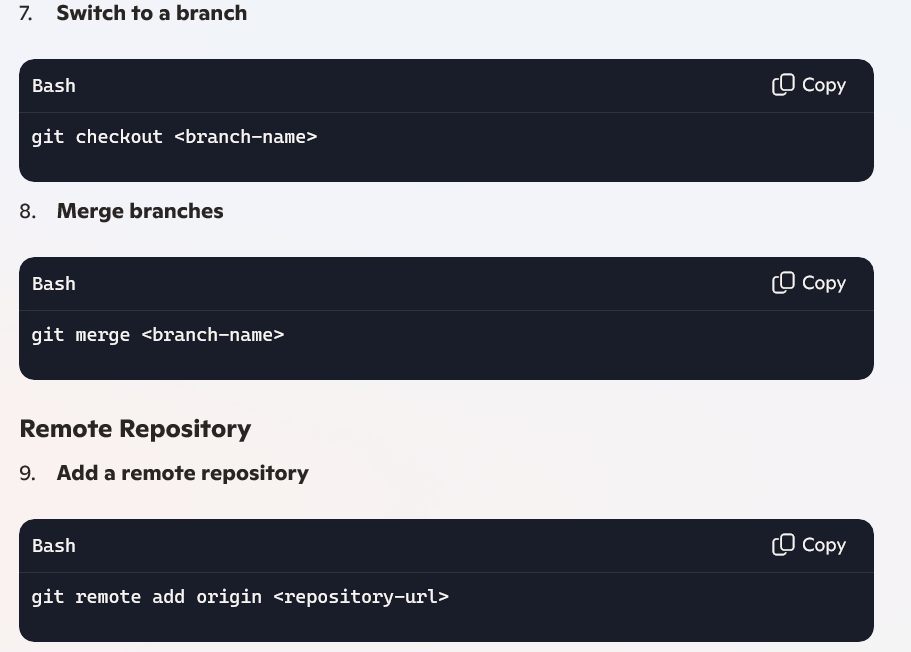 7. Switch to a branch
Bash Copy
git checkout <branch-name>
8. Merge branches
Bash Copy
git merge <branch-name>
Remote Repository
9. Add a remote repository
Bash Copy
git remote add origin <repository-url>